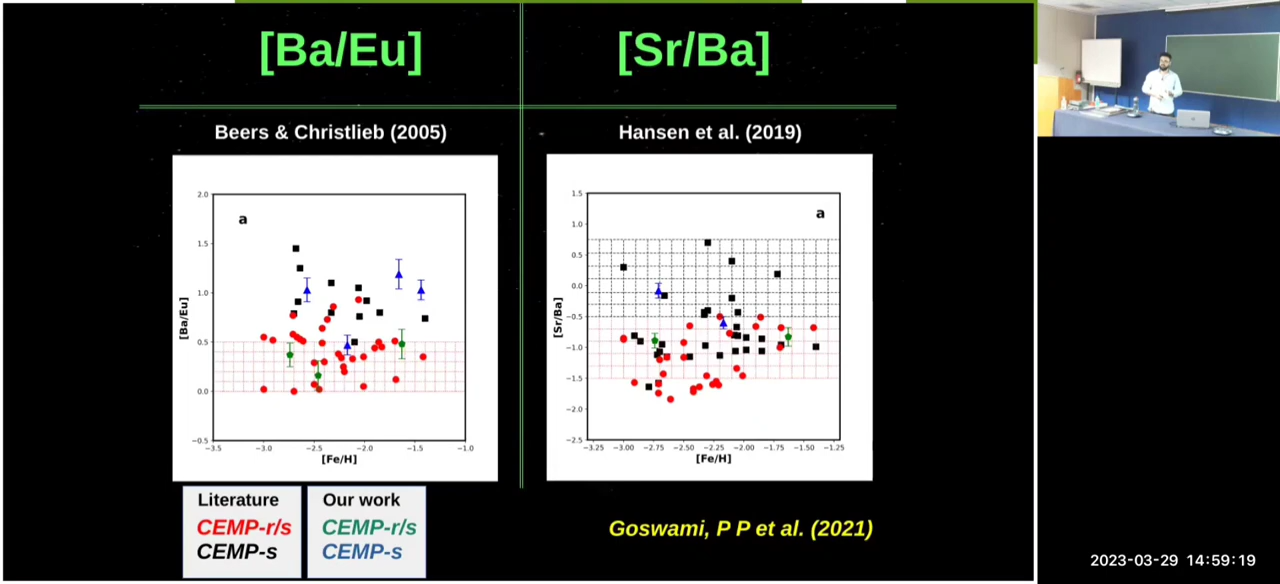 [Ba/Eu]
[Sr/Ba]
Beers & Christlieb (2005)
Hansen et al. (2019)
a
2.0
1.5
1.0
0.5
0.0
−0.5
[Ba/Eu]
−3.5 −3.0 −2.5 −2.0 −1.5 −1.0
[Fe/H]
a
1.5
1.0
0.5
0.0
−0.5
−1.0
−1.5
−2.0
−2.5
[Sr/Ba]
−3.25 −3.00 −2.75 −2.50 −2.25 −2.00 −1.75 −1.50 −1.25
[Fe/H]
Literature
CEMP-r/s
CEMP-s
Our work
CEMP-r/s
CEMP-s
Goswami, P P et al. (2021)
2023-03-29 14:59:19